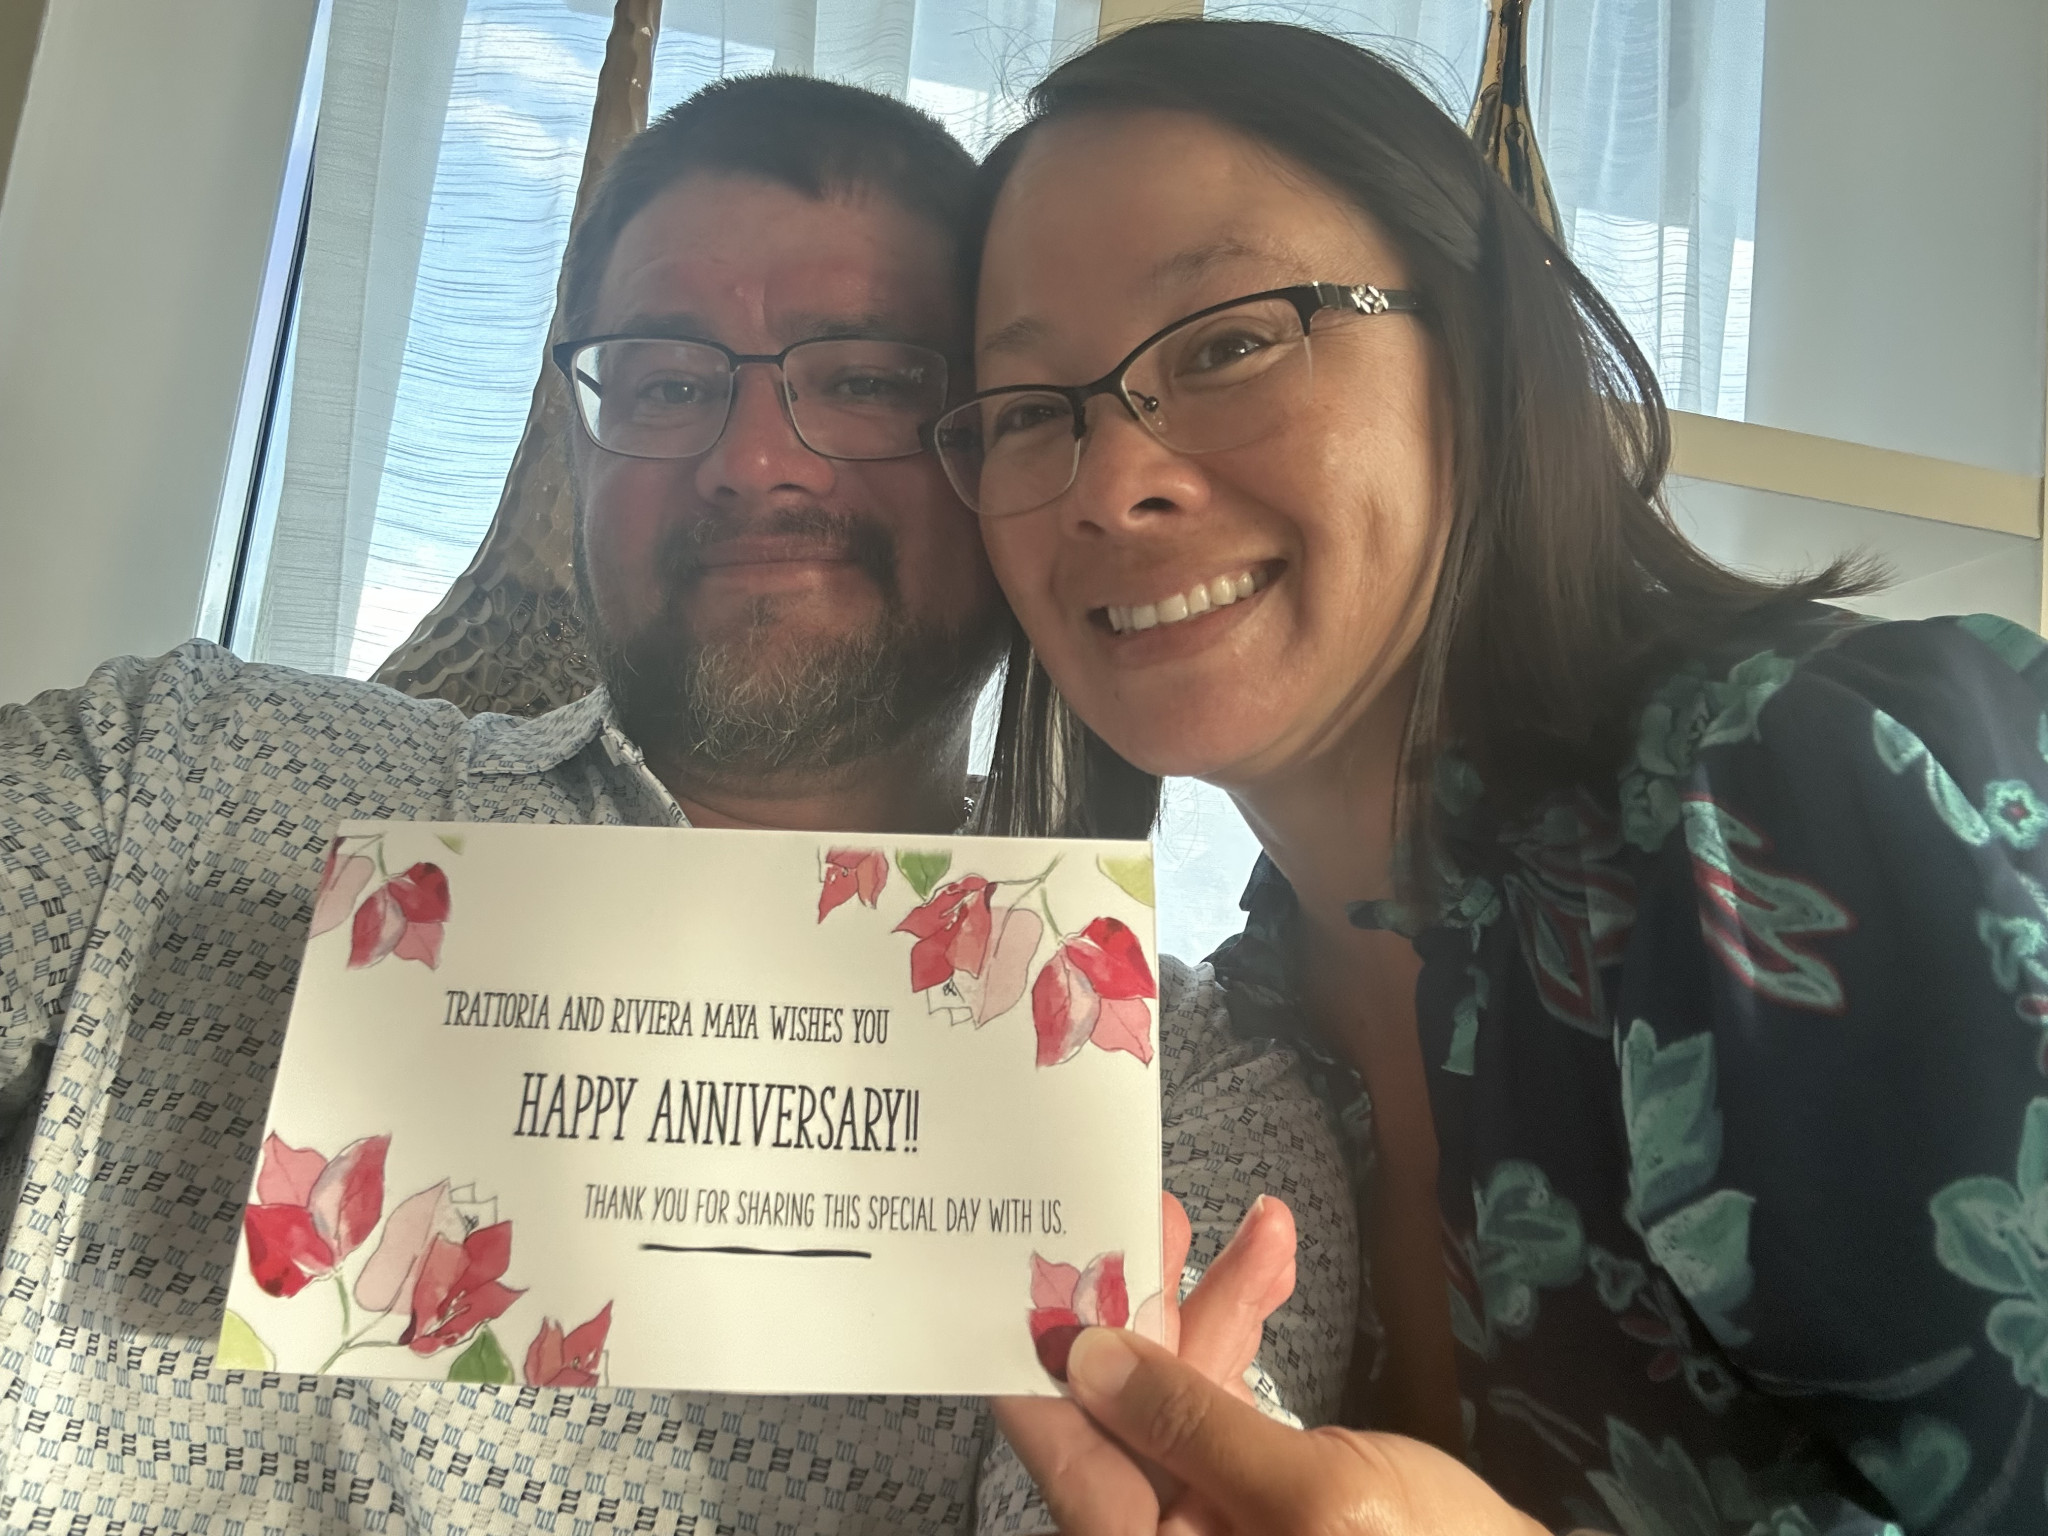 TRATTORIA AND RIVIERA MAYA WISHES YOU
HAPPY ANNIVERSARY!!
THANK YOU FOR SHARING THIS SPECIAL DAY WITH US.